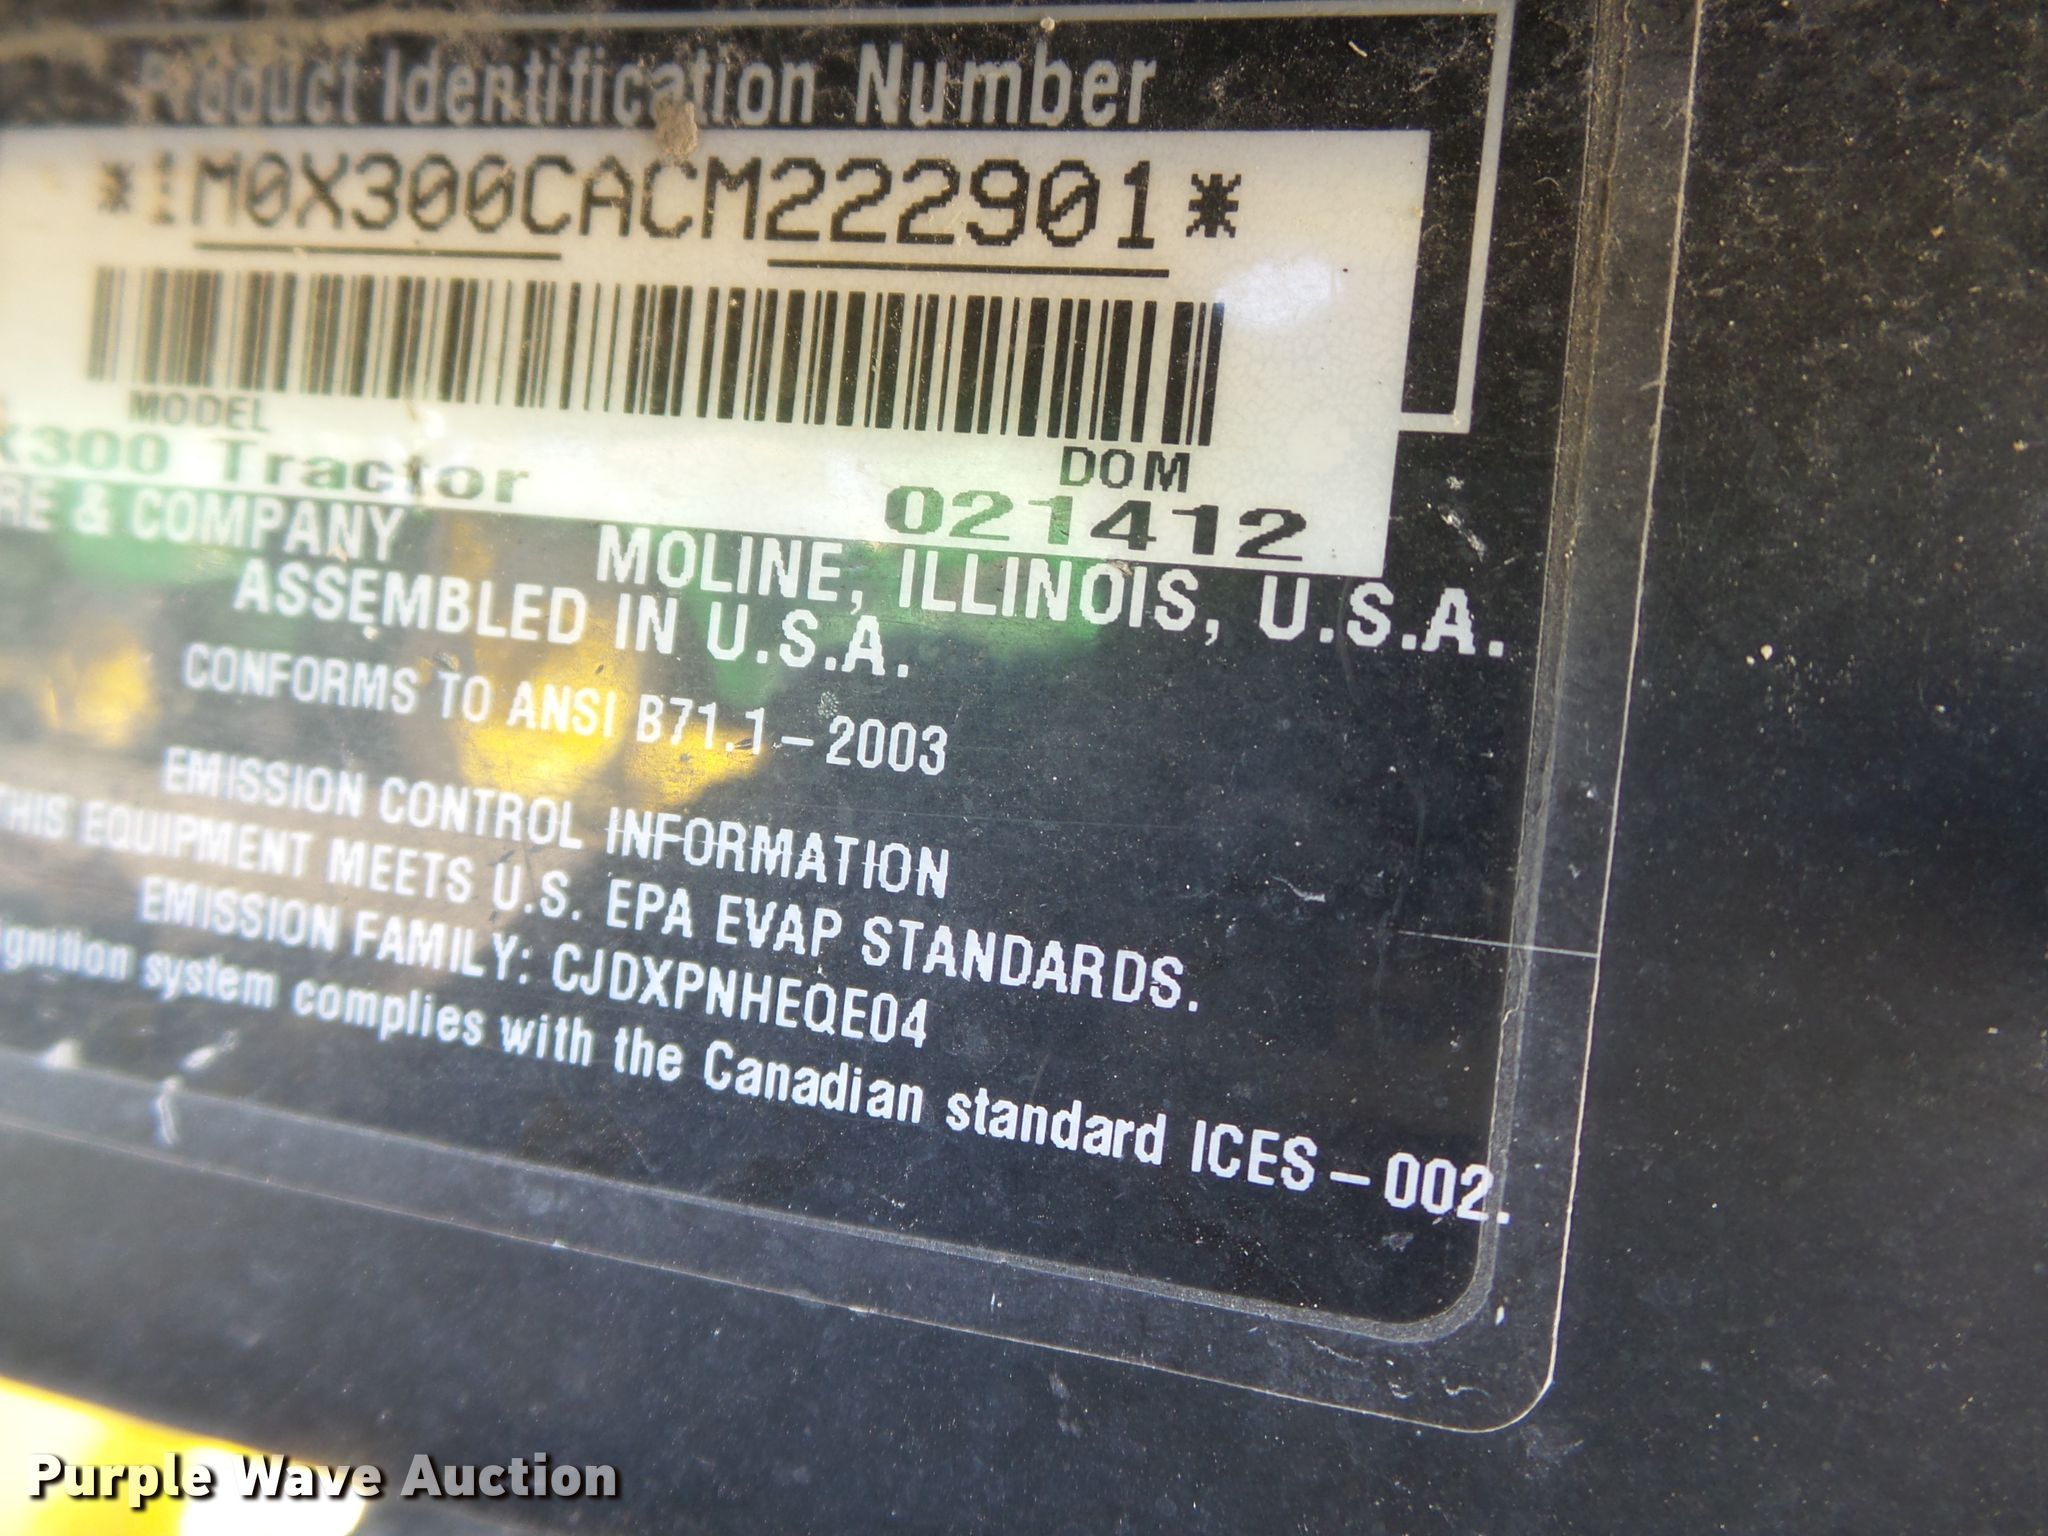 Product Identification Number
*1M0X300CACM222901*
MODEL
X300 Tractor
DOM
021412
RE & COMPANY MOLINE, ILLINOIS, U.S.A.
ASSEMBLED IN U.S.A.
CONFORMS TO ANSI B71.1-2003
EMISSION CONTROL INFORMATION
THIS EQUIPMENT MEETS U.S. EPA EVAP STANDARDS.
EMISSION FAMILY: CJDXPNHEQE04
ignition system complies with the Canadian standard ICES-002.
Purple Wave Auction